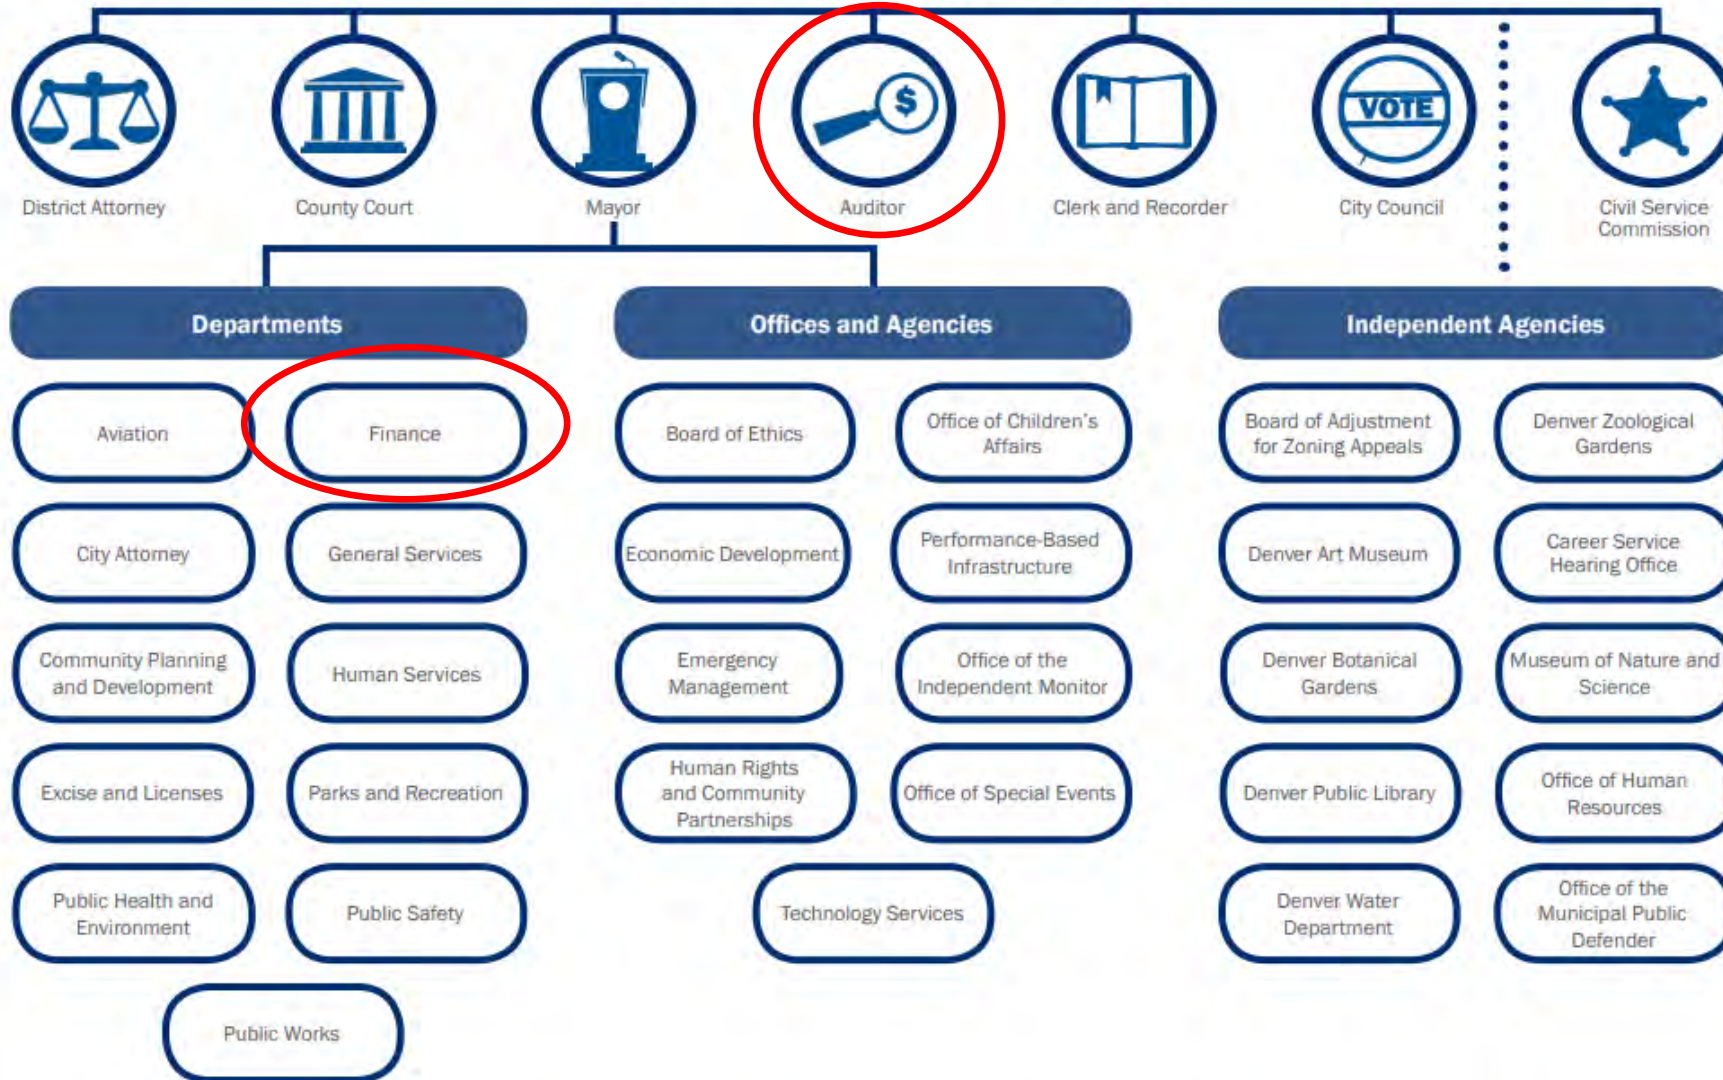 $
VOTE
District Attorney
County Court
Mayor
Auditor
Clerk and Recorder
City Council
Civil Service
Commission
Departments
Offices and Agencies
Independent Agencies
Aviation
Finance
City Attorney
General Services
Community Planning
and Development
Human Services
Excise and Licenses
Parks and Recreation
Public Health and
Environment
Public Safety
Public Works
Board of Ethics
Office of Children's
Affairs
Economic Development
Performance-Based
Infrastructure
Emergency
Management
Office of the
Independent Monitor
Human Rights
and Community
Partnerships
Office of Special Events
Technology Services
Board of Adjustment
for Zoning Appeals
Denver Zoological
Gardens
Denver Art Museum
Career Service
Hearing Office
Denver Botanical
Gardens
Museum of Nature and
Science
Denver Public Library
Office of Human
Resources
Denver Water
Department
Office of the
Municipal Public
Defender